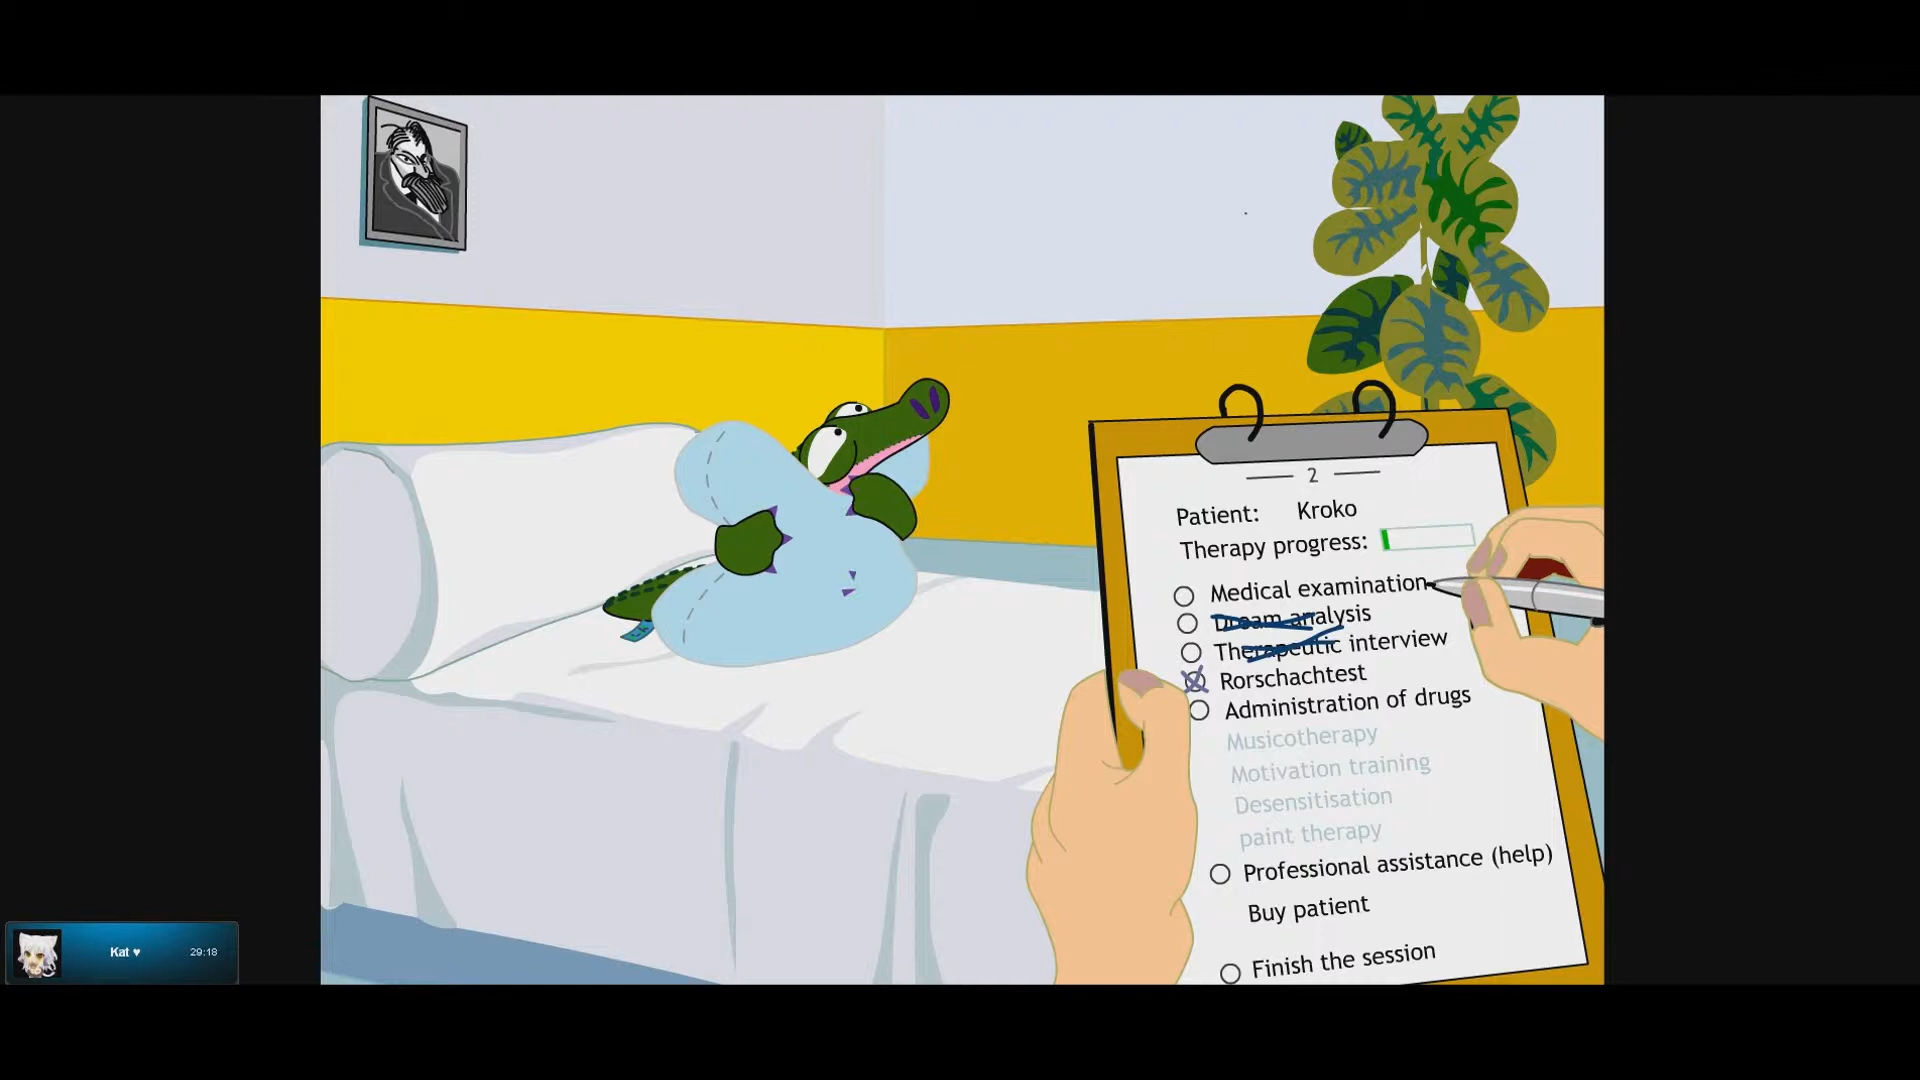 2
Patient: Kroko
Therapy progress:
Medical examination
Dream analysis
Therapeutic interview
Rorschachtest
Administration of drugs
Musicotherapy
Motivation training
Desensitisation
paint therapy
Professional assistance (help)
Buy patient
Finish the session
Kat ♥ 29:18